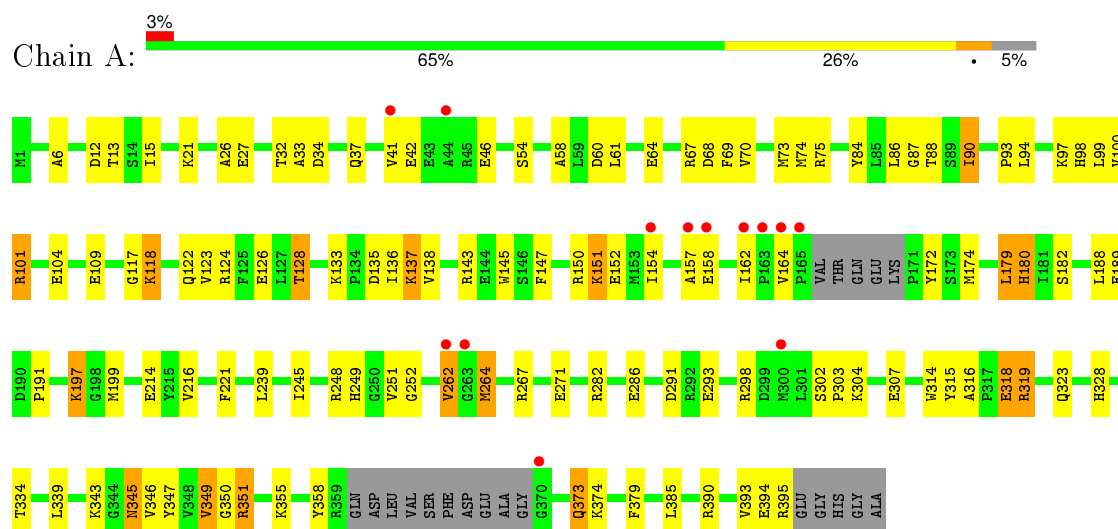 3%
Chain A:
65% 26% • 5%
M1 A6 D12 T13 S14 I15 K21 A26 E27 T32 A33 D34 Q37 V41 E42 E43 A44 R45 E46 S54 A58 L59 D60 L61 E64 R67 D68 F69 V70 M73 M74 R75 Y84 L85 L86 G87 T88 S89 I90 P93 L94 K97 H98 L99 V100
R101 E104 E109 G117 K118 Q122 V123 R124 F125 E126 L127 T128 K133 P134 D135 I136 K137 V138 R143 E144 W145 S146 F147 R150 K151 E152 M153 I154 A157 E158 I162 P163 V164 P165 VAL THR GLN GLU LYS P171 Y172 S173 M174 L179 H180 I181 S182 L188
D190 P191 K197 G198 M199 E214 Y215 V216 F221 L239 I245 R248 H249 G250 V251 G252 V262 G263 M264 R267 E271 R282 E286 D291 R292 E293 R298 D299 M300 L301 S302 P303 K304 E307 W314 Y315 A316 P317 E318 R319 Q323 H328
T334 L339 K343 G344 N345 V346 Y347 V348 V349 G350 R351 K355 Y358 R359 GLN ASP LEU VAL SER PHE ASP GLU ALA GLY G370 Q373 K374 F379 L385 R390 V393 E394 R395 GLU GLY HIS GLY ALA